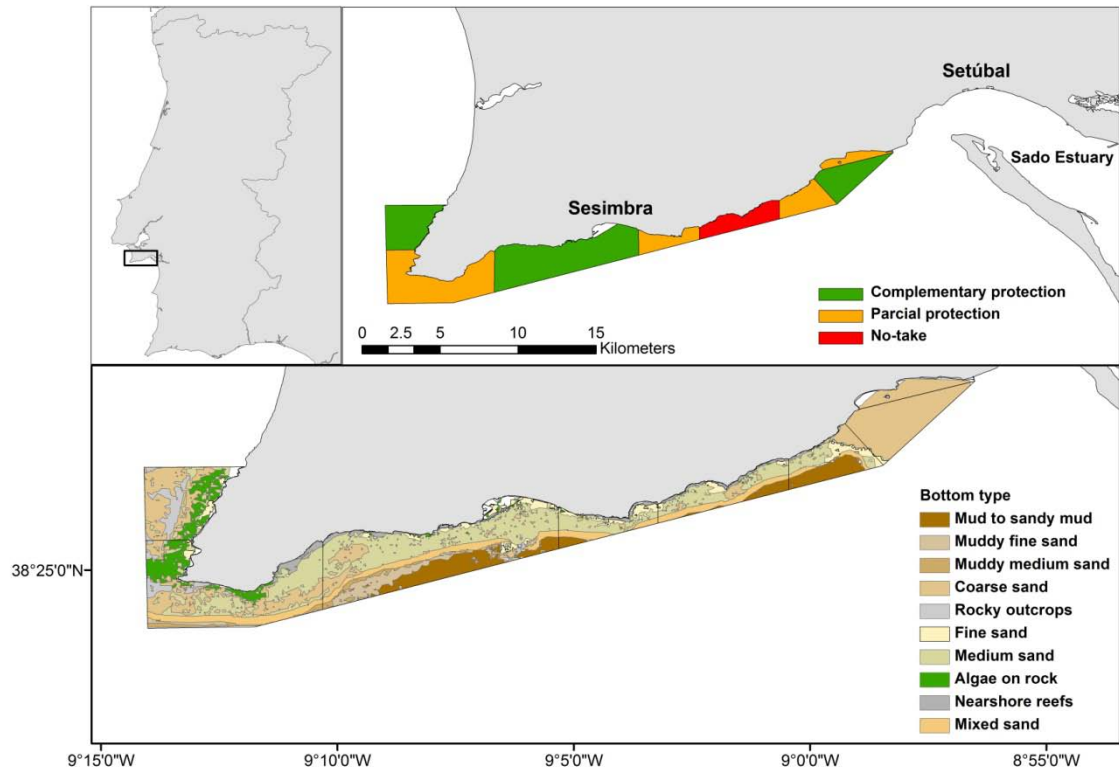 Setúbal
Sado Estuary
Sesimbra
Complementary protection
Parcial protection
No-take
0 2.5 5 10 15
Kilometers
38°25'0"N
Bottom type
Mud to sandy mud
Muddy fine sand
Muddy medium sand
Coarse sand
Rocky outcrops
Fine sand
Medium sand
Algae on rock
Nearshore reefs
Mixed sand
9°15'0"W 9°10'0"W 9°5'0"W 9°0'0"W 8°55'0"W